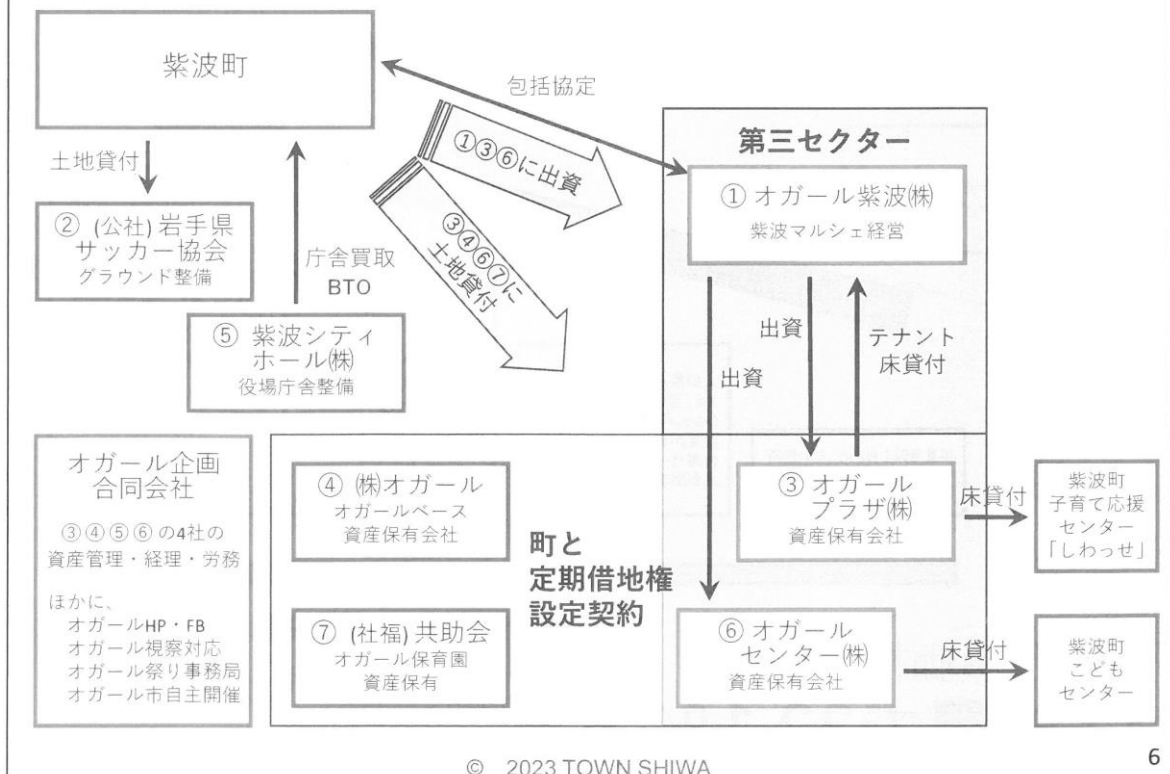 紫波町
包括協定
土地貸付
①③⑥に出資
③④⑥⑦に
土地貸付
② (公社) 岩手県
サッカー協会
グラウンド整備
庁舎買取
BTO
⑤ 紫波シティ
ホール㈱
役場庁舎整備
第三セクター
① オガール紫波㈱
紫波マルシェ経営
出資
出資
テナント
床貸付
オガール企画
合同会社
③④⑤⑥の4社の
資産管理・経理・労務
ほかに、
オガールHP・FB
オガール視察対応
オガール祭り事務局
オガール市自主開催
④ ㈱オガール
オガールベース
資産保有会社
⑦ (社福) 共助会
オガール保育園
資産保有
町と
定期借地権
設定契約
③ オガール
プラザ㈱
資産保有会社
床貸付
紫波町
子育て応援
センター
「しわっせ」
⑥ オガール
センター㈱
資産保有会社
床貸付
紫波町
こども
センター
© 2023 TOWN SHIWA
6